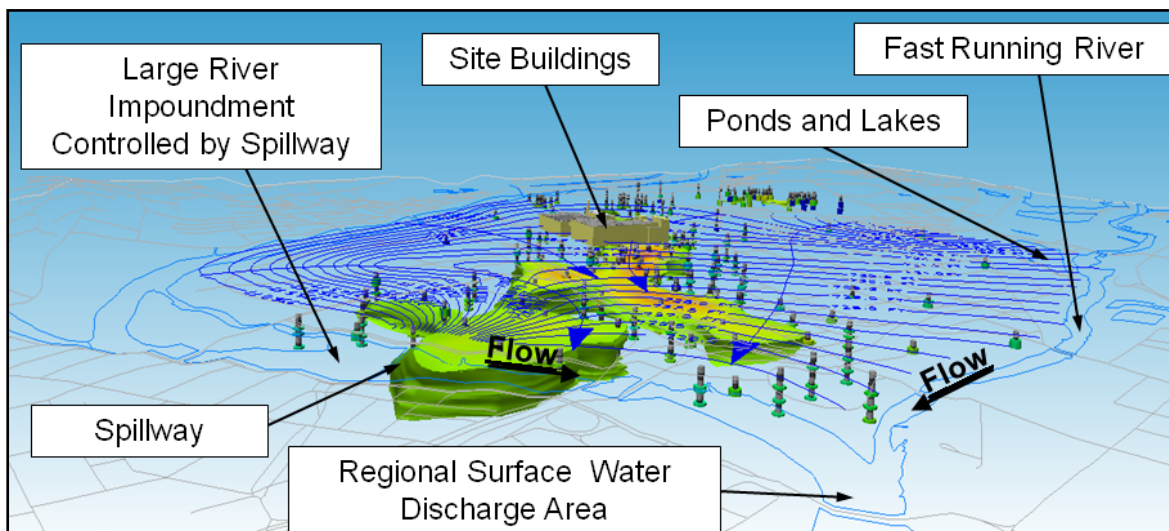 Large River
Impoundment
Controlled by Spillway
Site Buildings
Fast Running River
Ponds and Lakes
Flow
Flow
Spillway
Regional Surface Water
Discharge Area